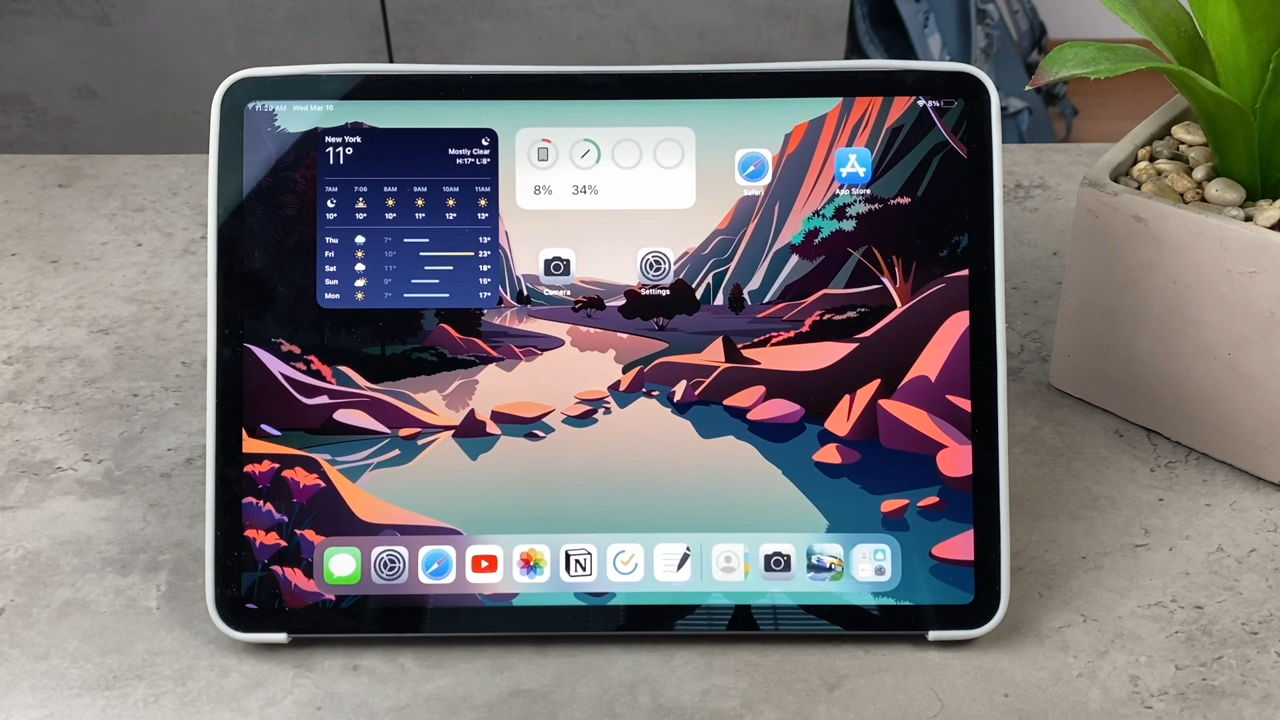 11:20 AM Wed Mar 16
8%
New York
11°
Mostly Clear
H:17° L:8°
7AM 7:06 8AM 9AM 10AM 11AM
10° 10° 10° 11° 12° 13°
Thu 7° 13°
Fri 10° 23°
Sat 11° 18°
Sun 9° 15°
Mon 7° 17°
8% 34%
Safari
App Store
Camera
Settings
N